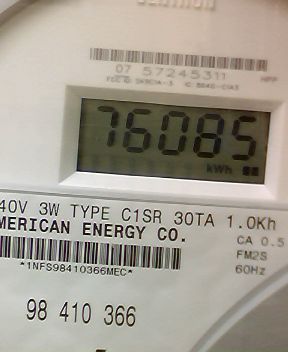 07 57245311
76085
kWh
40V 3W TYPE C1SR 30TA 1.0Kh
MERICAN ENERGY CO.
CA 0.5
*1NFS98410366MEC*
FM2S
60Hz
98 410 366